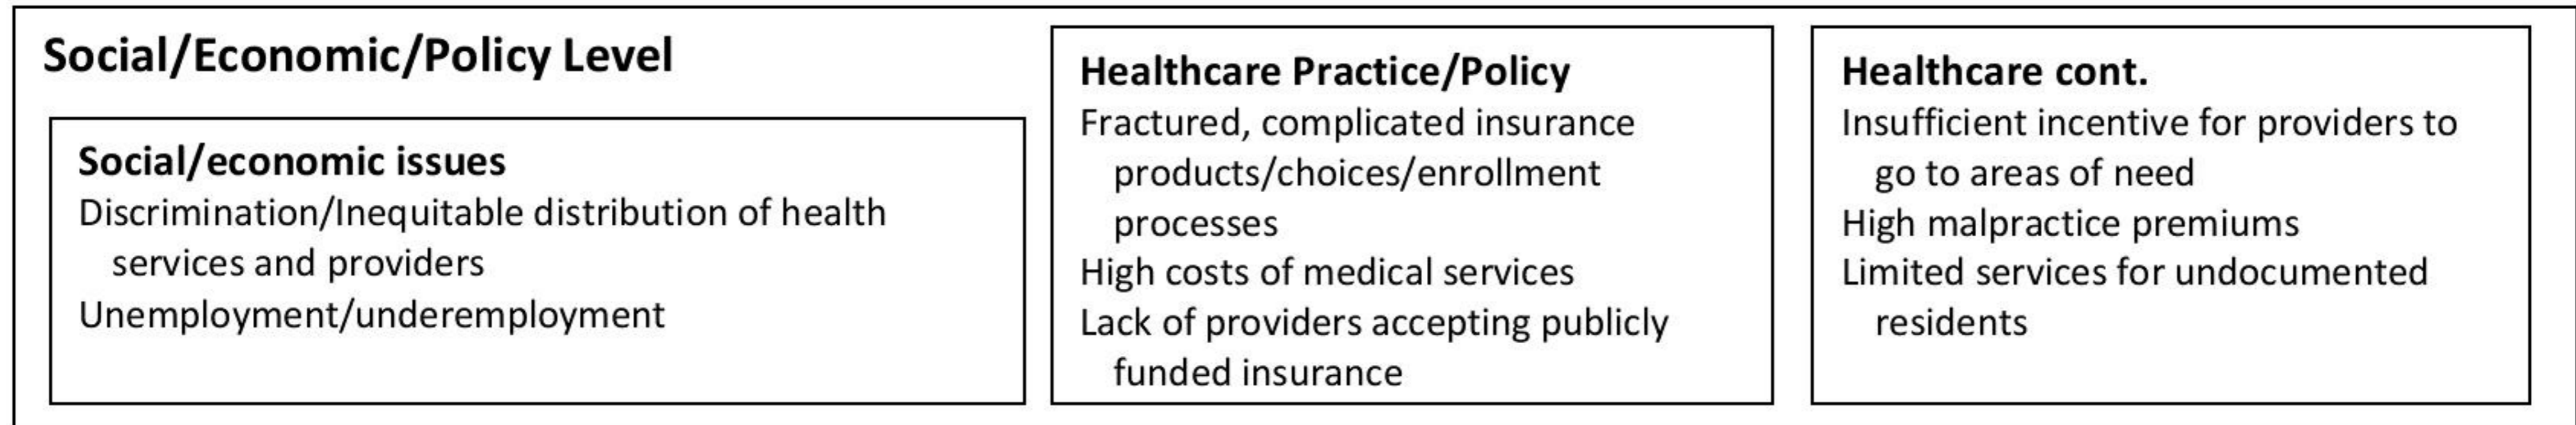 Social/Economic/Policy Level
Social/economic issues
Discrimination/Inequitable distribution of health
services and providers
Unemployment/underemployment
Healthcare Practice/Policy
Fractured, complicated insurance
products/choices/enrollment
processes
High costs of medical services
Lack of providers accepting publicly
funded insurance
Healthcare cont.
Insufficient incentive for providers to
go to areas of need
High malpractice premiums
Limited services for undocumented
residents